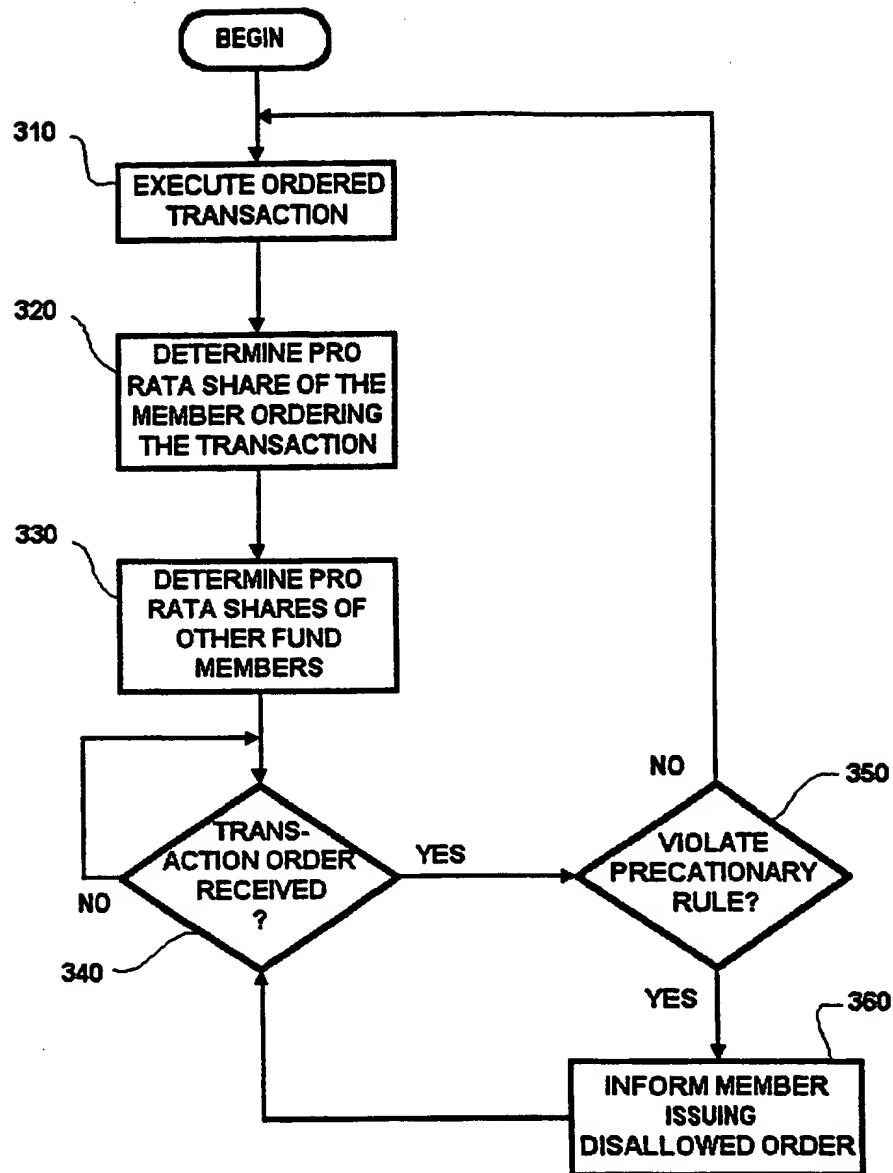 BEGIN
310
EXECUTE ORDERED
TRANSACTION
320
DETERMINE PRO
RATA SHARE OF THE
MEMBER ORDERING
THE TRANSACTION
330
DETERMINE PRO
RATA SHARES OF
OTHER FUND
MEMBERS
TRANS-
ACTION ORDER
RECEIVED
?
NO
YES
340
NO
350
VIOLATE
PRECATIONARY
RULE?
YES
360
INFORM MEMBER
ISSUING
DISALLOWED ORDER